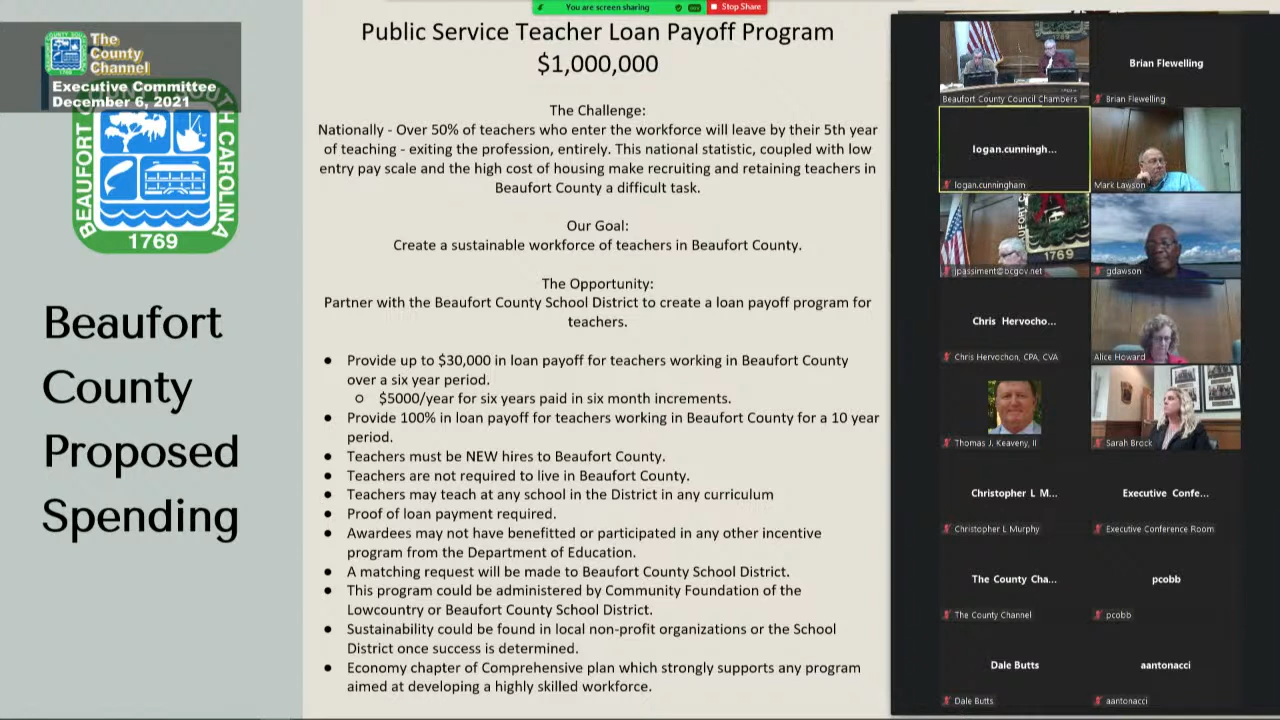 You are screen sharing
Stop Share
The
County
Channel
Executive Committee
December 6, 2021
1769
BEAUFORT
SOUTH CAROLINA
1769
Beaufort
County
Proposed
Spending
Public Service Teacher Loan Payoff Program
$1,000,000
The Challenge:
Nationally - Over 50% of teachers who enter the workforce will leave by their 5th year
of teaching - exiting the profession, entirely. This national statistic, coupled with low
entry pay scale and the high cost of housing make recruiting and retaining teachers in
Beaufort County a difficult task.
Our Goal:
Create a sustainable workforce of teachers in Beaufort County.
The Opportunity:
Partner with the Beaufort County School District to create a loan payoff program for
teachers.
● Provide up to $30,000 in loan payoff for teachers working in Beaufort County
over a six year period.
○ $5000/year for six years paid in six month increments.
● Provide 100% in loan payoff for teachers working in Beaufort County for a 10 year
period.
● Teachers must be NEW hires to Beaufort County.
● Teachers are not required to live in Beaufort County.
● Teachers may teach at any school in the District in any curriculum
● Proof of loan payment required.
● Awardees may not have benefitted or participated in any other incentive
program from the Department of Education.
● A matching request will be made to Beaufort County School District.
● This program could be administered by Community Foundation of the
Lowcountry or Beaufort County School District.
● Sustainability could be found in local non-profit organizations or the School
District once success is determined.
● Economy chapter of Comprehensive plan which strongly supports any program
aimed at developing a highly skilled workforce.
Beaufort County Council Chambers
Brian Flewelling
Brian Flewelling
logan.cunningh...
logan.cunningham
Mark Lawson
BEAUFORT C
1769
jpassiment@bcgov.net
gdawson
Chris Hervocho...
Chris Hervochon, CPA, CVA
Alice Howard
Thomas J. Keaveny, II
Sarah Brock
Christopher L M...
Christopher L Murphy
Executive Confe...
Executive Conference Room
The County Cha...
The County Channel
pcobb
pcobb
Dale Butts
Dale Butts
aantonacci
aantonacci